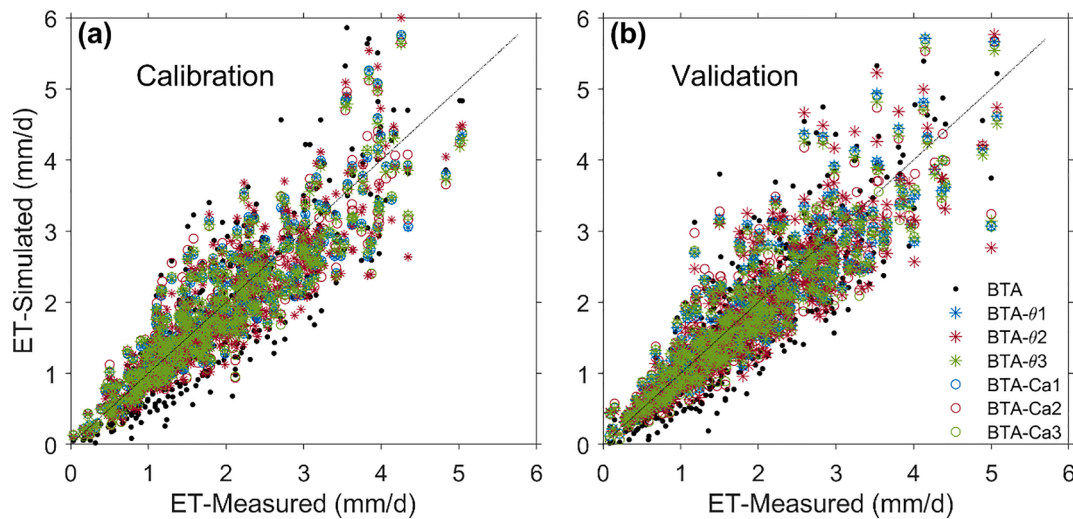 (a)
Calibration
ET-Simulated (mm/d)
6
5
4
3
2
1
0
0 1 2 3 4 5 6
ET-Measured (mm/d)
(b)
Validation
6
5
4
3
2
1
0
0 1 2 3 4 5 6
ET-Measured (mm/d)
BTA
BTA-θ1
BTA-θ2
BTA-θ3
BTA-Ca1
BTA-Ca2
BTA-Ca3